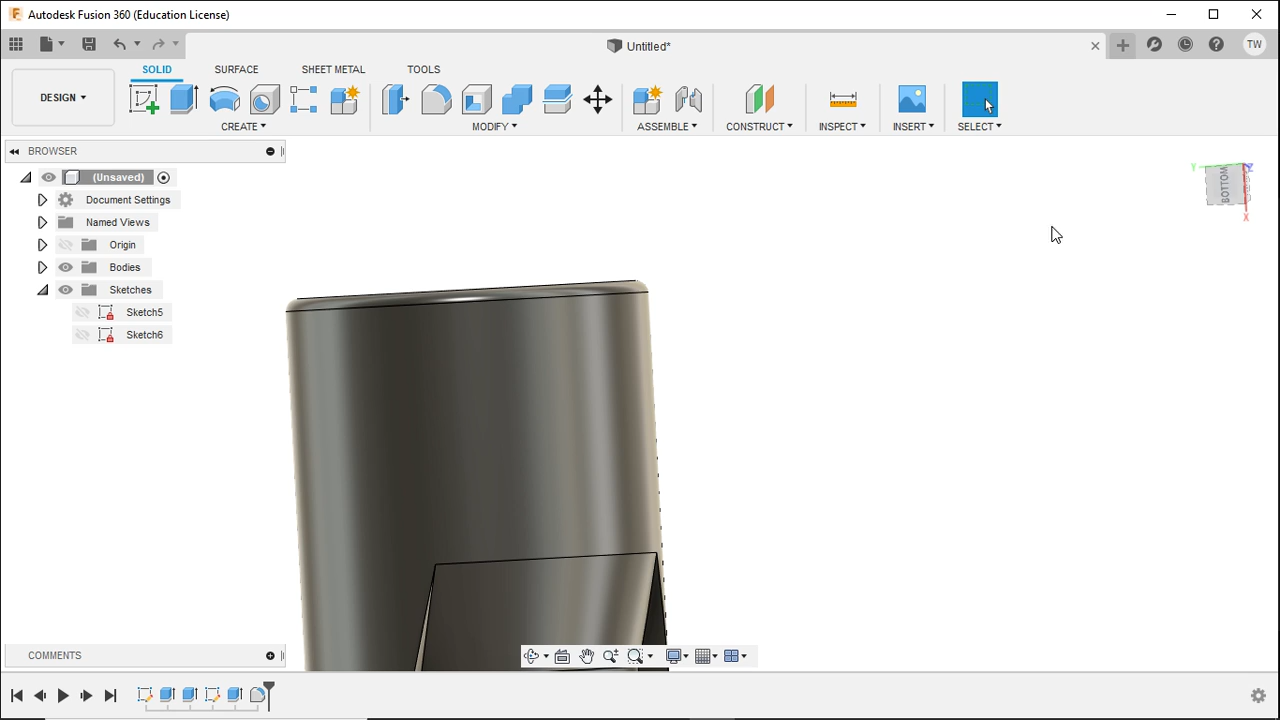 Autodesk Fusion 360 (Education License)
Untitled*
TW
SOLID SURFACE SHEET METAL TOOLS
DESIGN
CREATE MODIFY ASSEMBLE CONSTRUCT INSPECT INSERT SELECT
BROWSER
(Unsaved)
Document Settings
Named Views
Origin
Bodies
Sketches
Sketch5
Sketch6
Y Z
BOTTOM
X
COMMENTS